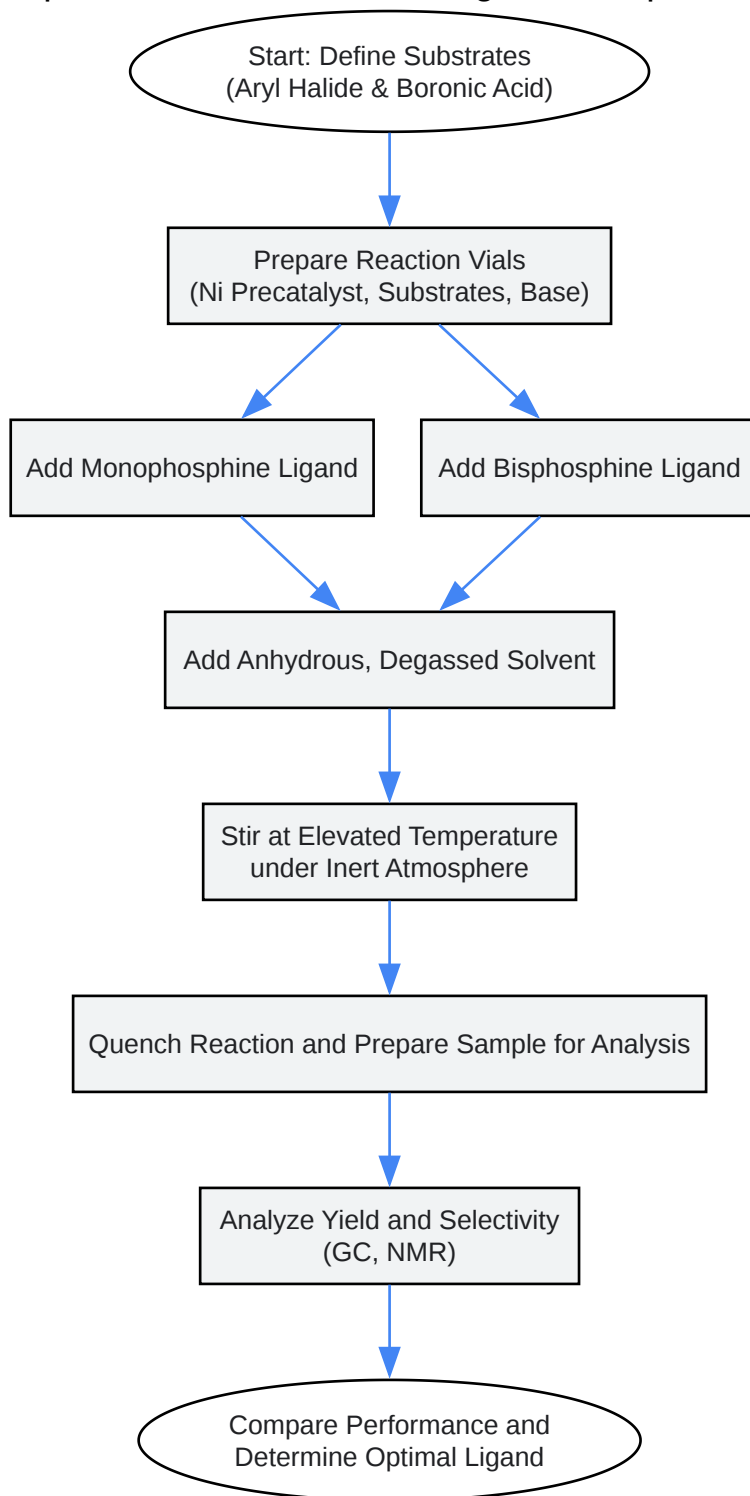 Start: Define Substrates
(Aryl Halide & Boronic Acid)
Prepare Reaction Vials
(Ni Precatalyst, Substrates, Base)
Add Monophosphine Ligand
Add Bisphosphine Ligand
Add Anhydrous, Degassed Solvent
Stir at Elevated Temperature
under Inert Atmosphere
Quench Reaction and Prepare Sample for Analysis
Analyze Yield and Selectivity
(GC, NMR)
Compare Performance and
Determine Optimal Ligand